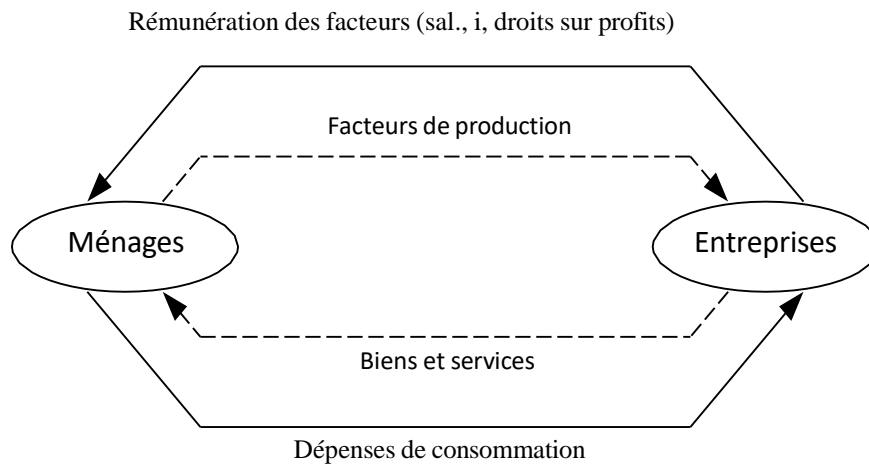 Rémunération des facteurs (sal., i, droits sur profits)
Facteurs de production
Ménages
Entreprises
Biens et services
Dépenses de consommation